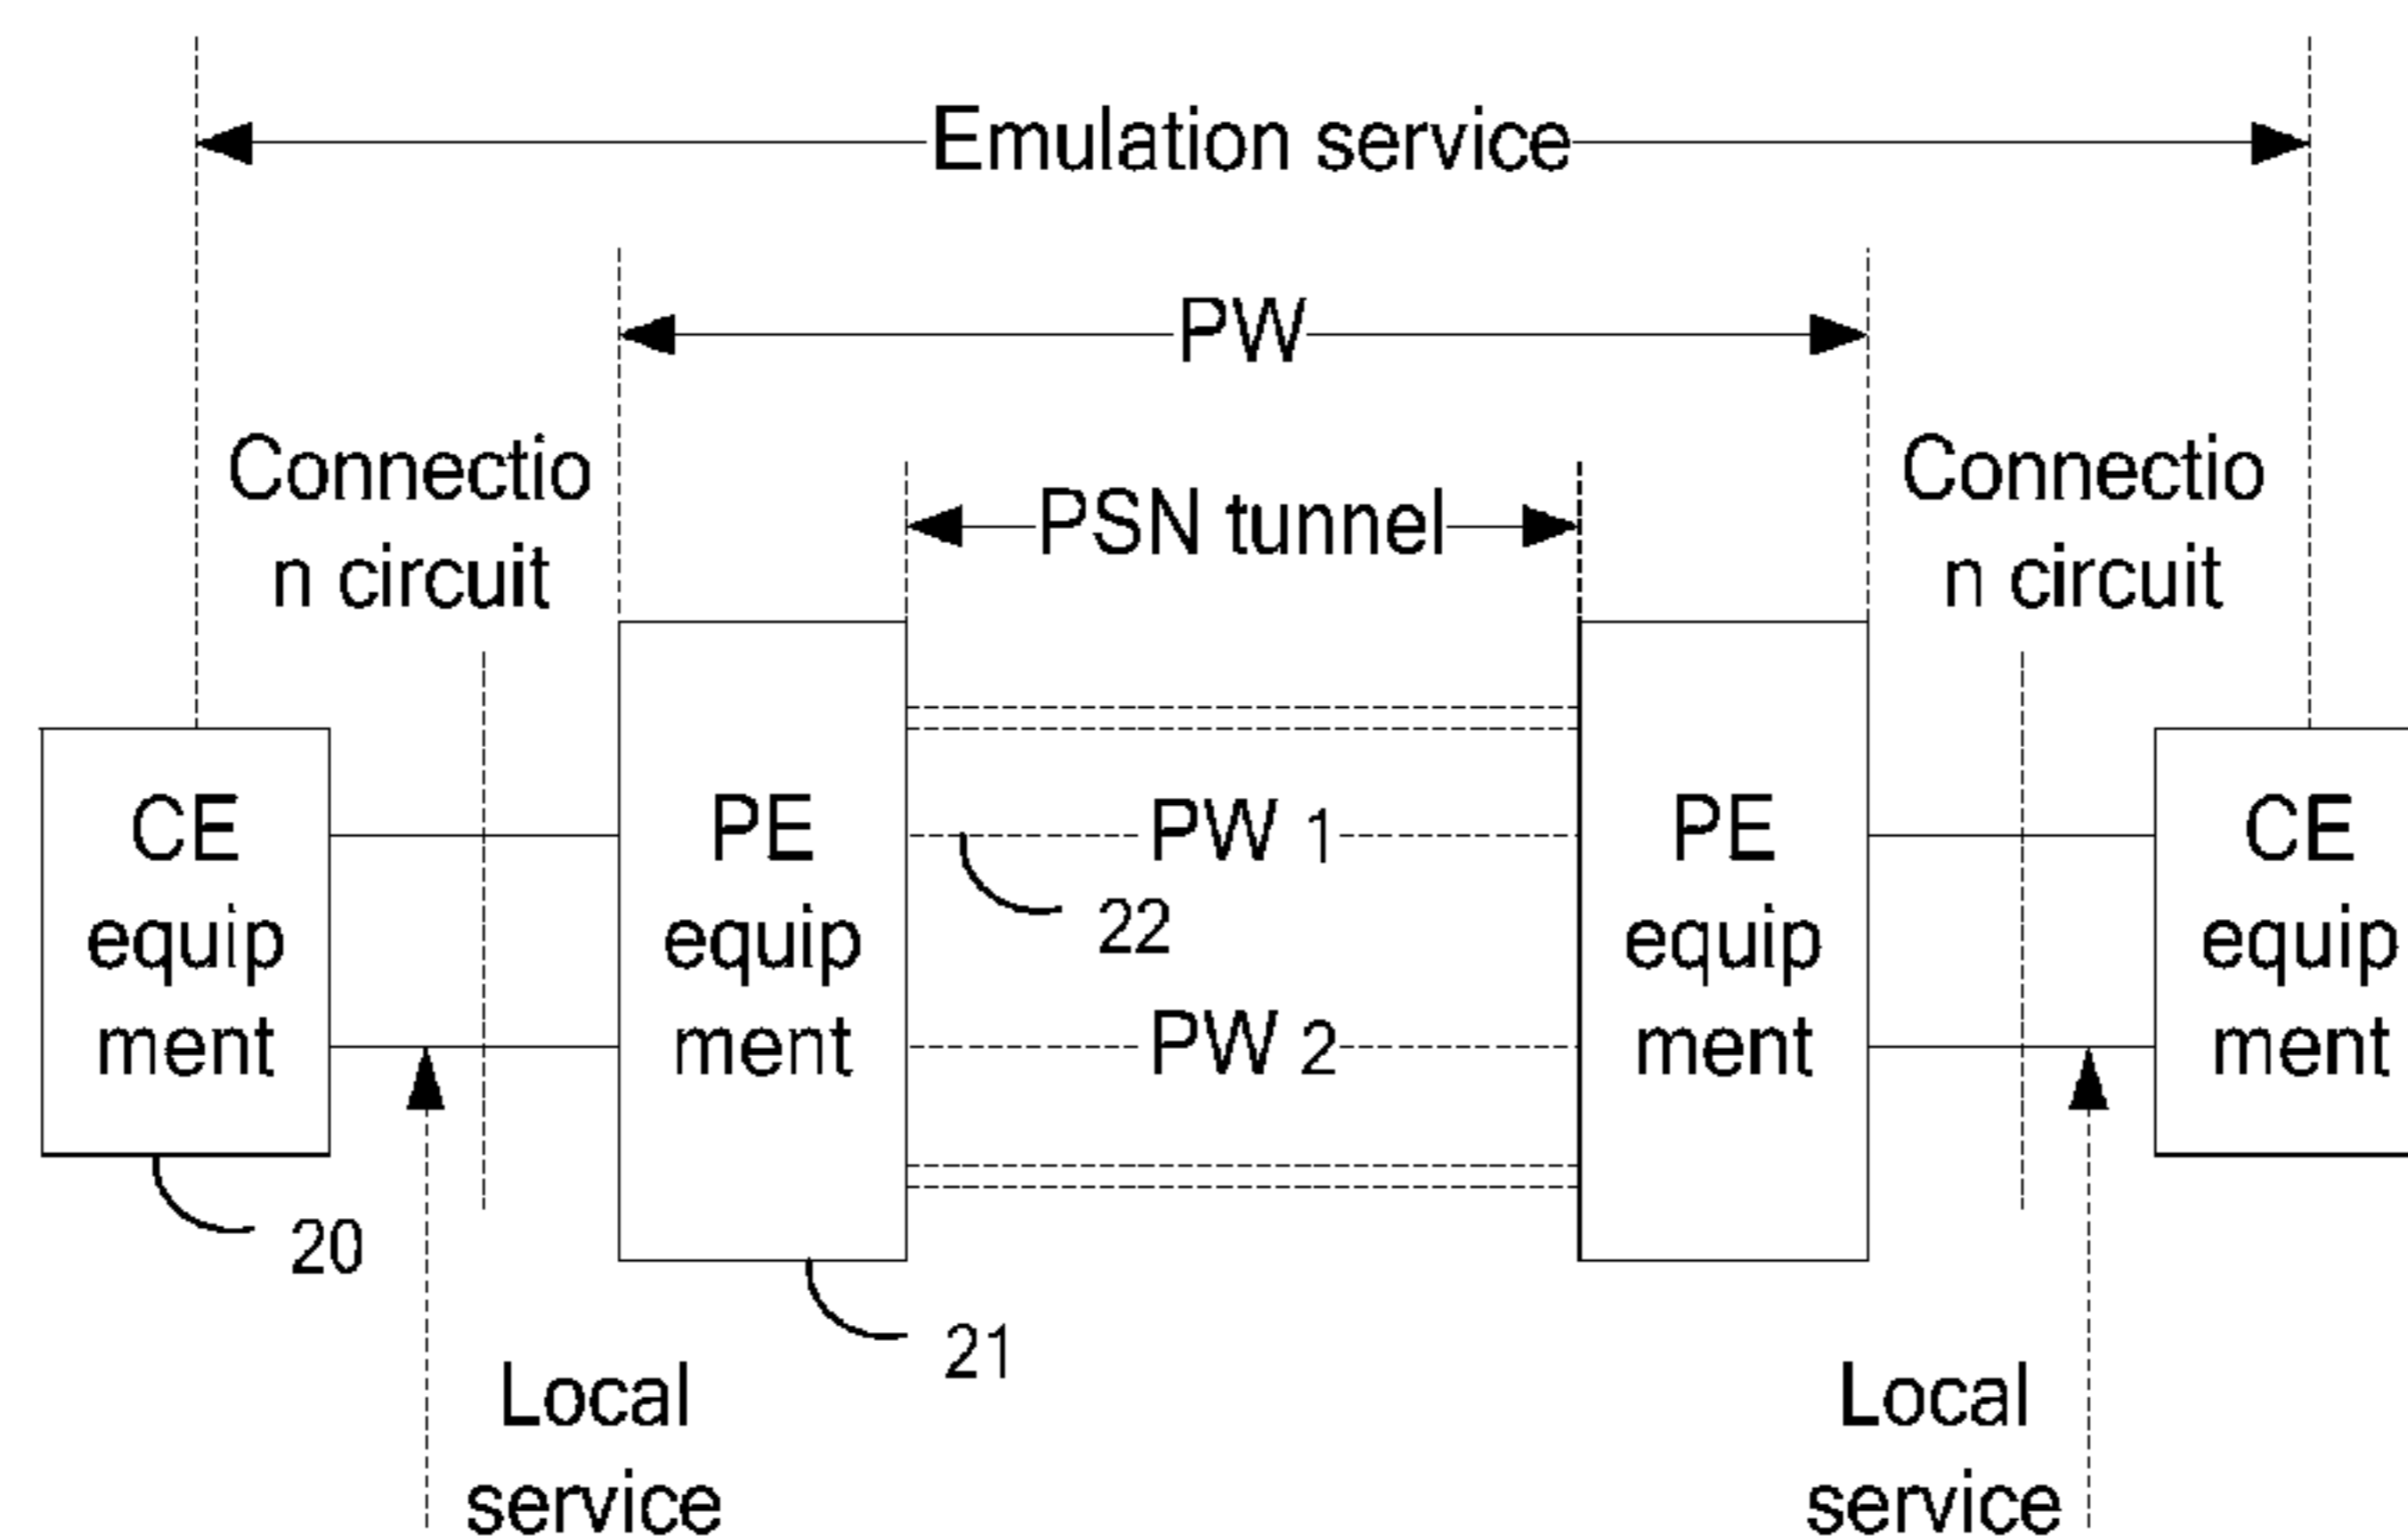 Emulation service
PW
Connectio
n circuit
PSN tunnel
Connectio
n circuit
CE
equip
ment
PE
equip
ment
PW 1
22
PW 2
PE
equip
ment
CE
equip
ment
20
21
Local
service
Local
service